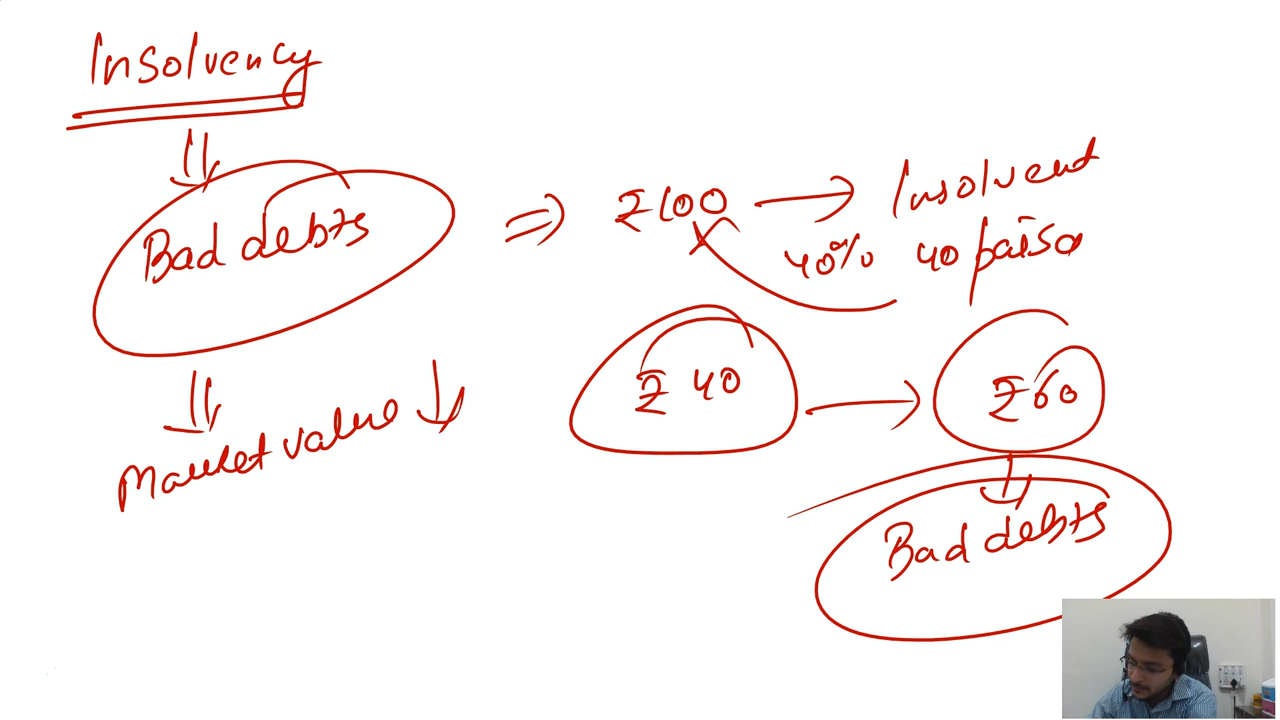 Insolvency
Bad debts ⇒ ₹100 → Insolvent
40% 40 paisa
₹ 40 → ₹60
Market value ↓
Bad debts